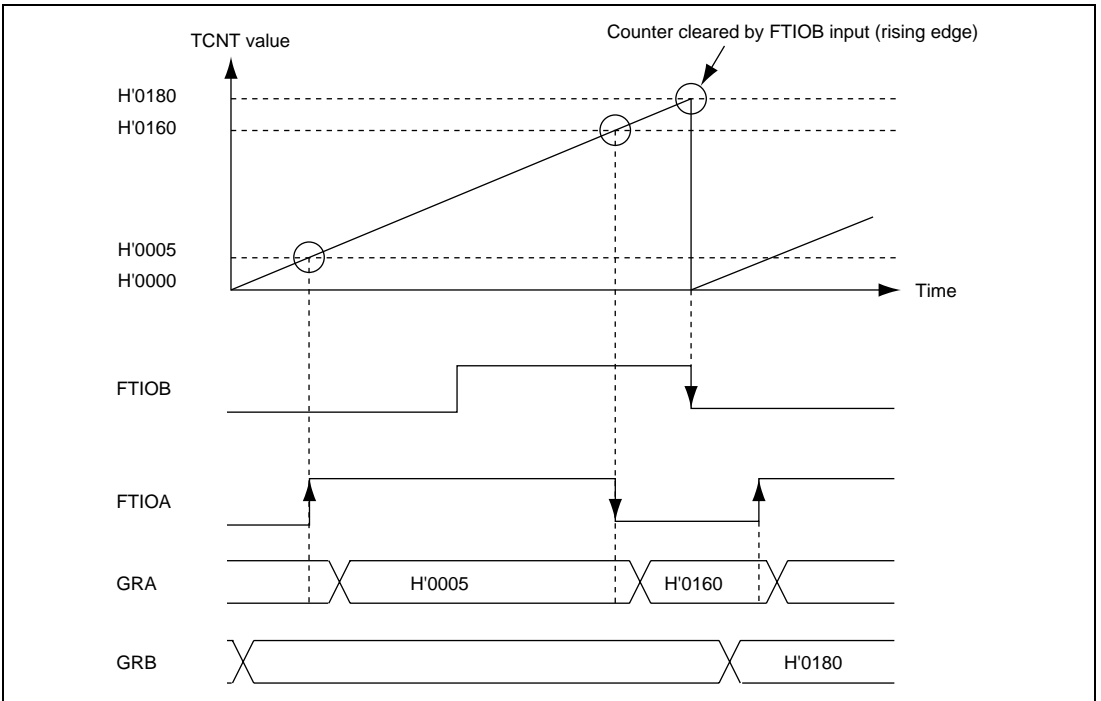 Counter cleared by FTIOB input (rising edge)
TCNT value
H'0180
H'0160
H'0005
H'0000
Time
FTIOB
FTIOA
GRA
H'0005
H'0160
GRB
H'0180